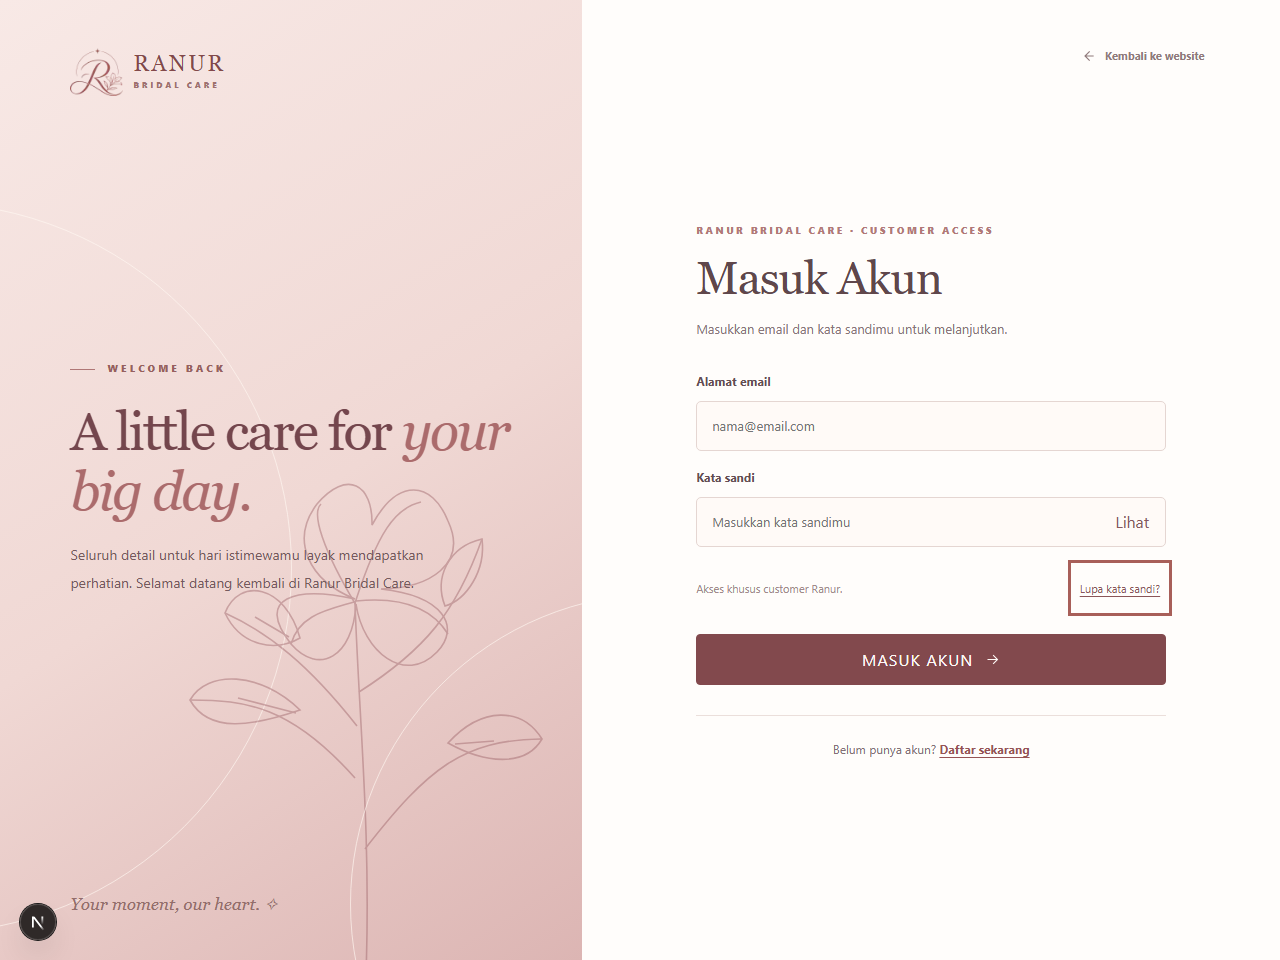 RANUR
BRIDAL CARE
WELCOME BACK
A little care for your
big day.
Seluruh detail untuk hari istimewamu layak mendapatkan
perhatian. Selamat datang kembali di Ranur Bridal Care.
Your moment, our heart. ✧
N
← Kembali ke website
RANUR BRIDAL CARE · CUSTOMER ACCESS
Masuk Akun
Masukkan email dan kata sandimu untuk melanjutkan.
Alamat email
nama@email.com
Kata sandi
Masukkan kata sandimu Lihat
Akses khusus customer Ranur. Lupa kata sandi?
MASUK AKUN →
Belum punya akun? Daftar sekarang